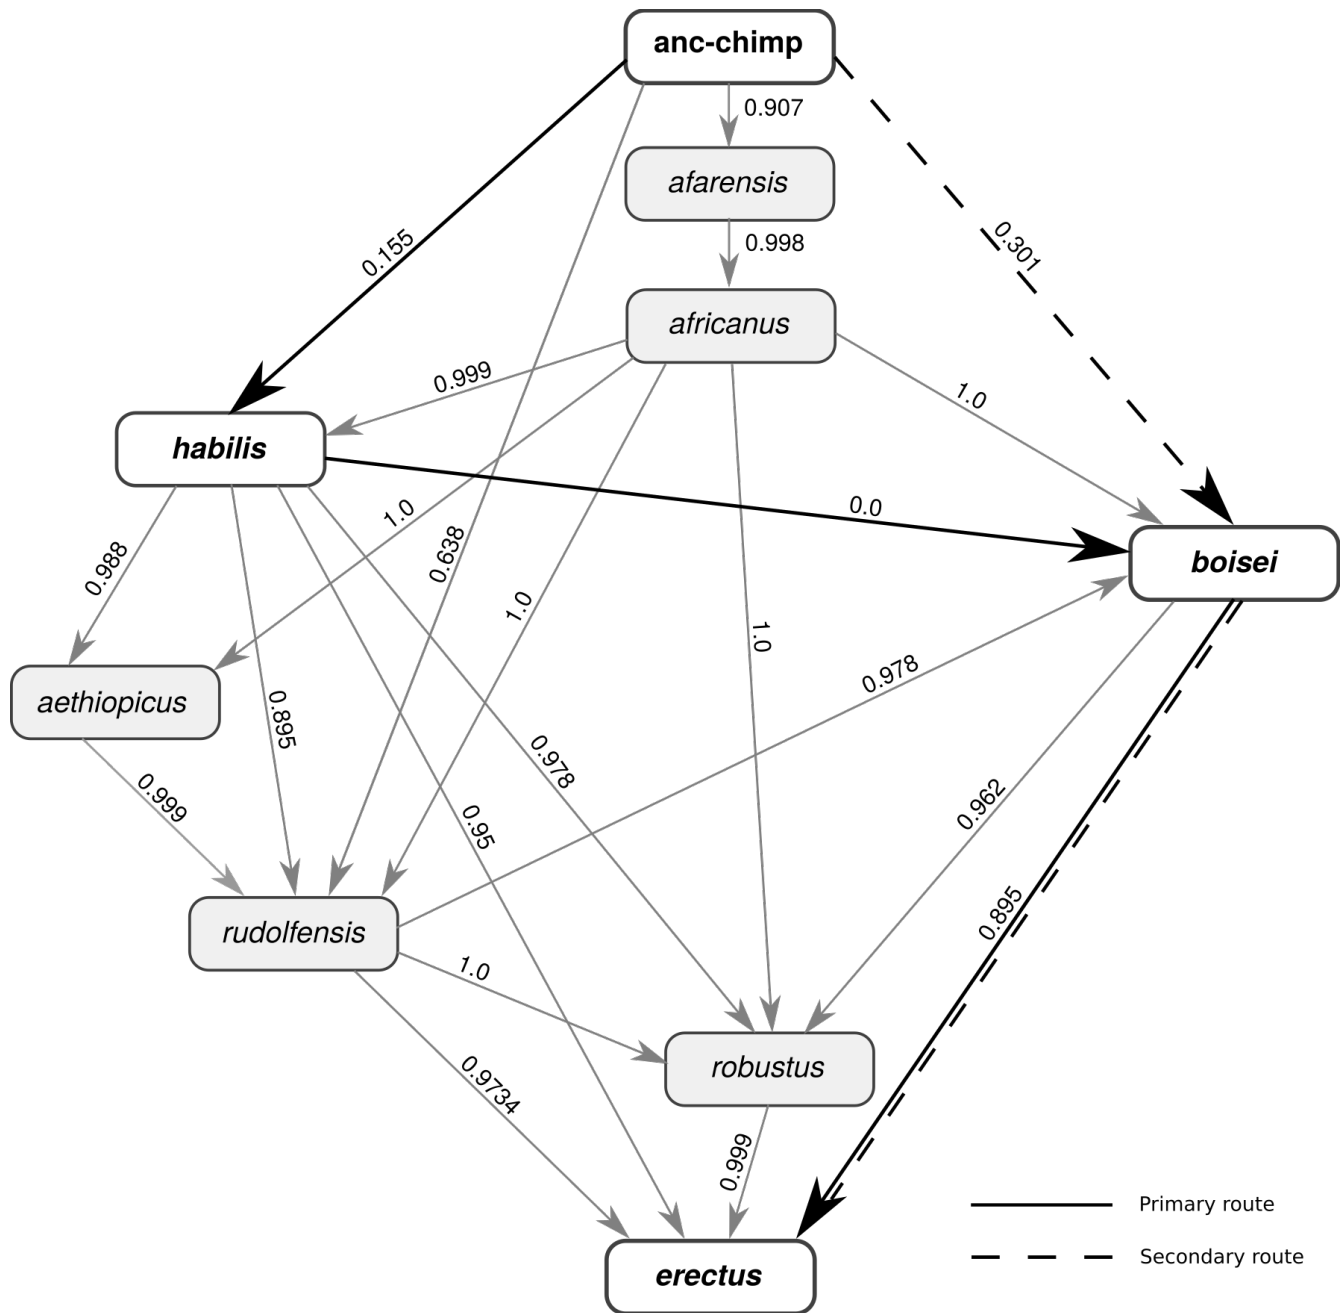 anc-chimp
0.907
afarensis
0.998
0.155
0.301
africanus
0.999
1.0
habilis
0.0
1.0
0.638
0.988
1.0
boisei
1.0
0.978
aethiopicus
0.895
0.978
0.999
0.95
0.962
0.895
rudolfensis
1.0
robustus
0.9734
0.999
Primary route
Secondary route
erectus